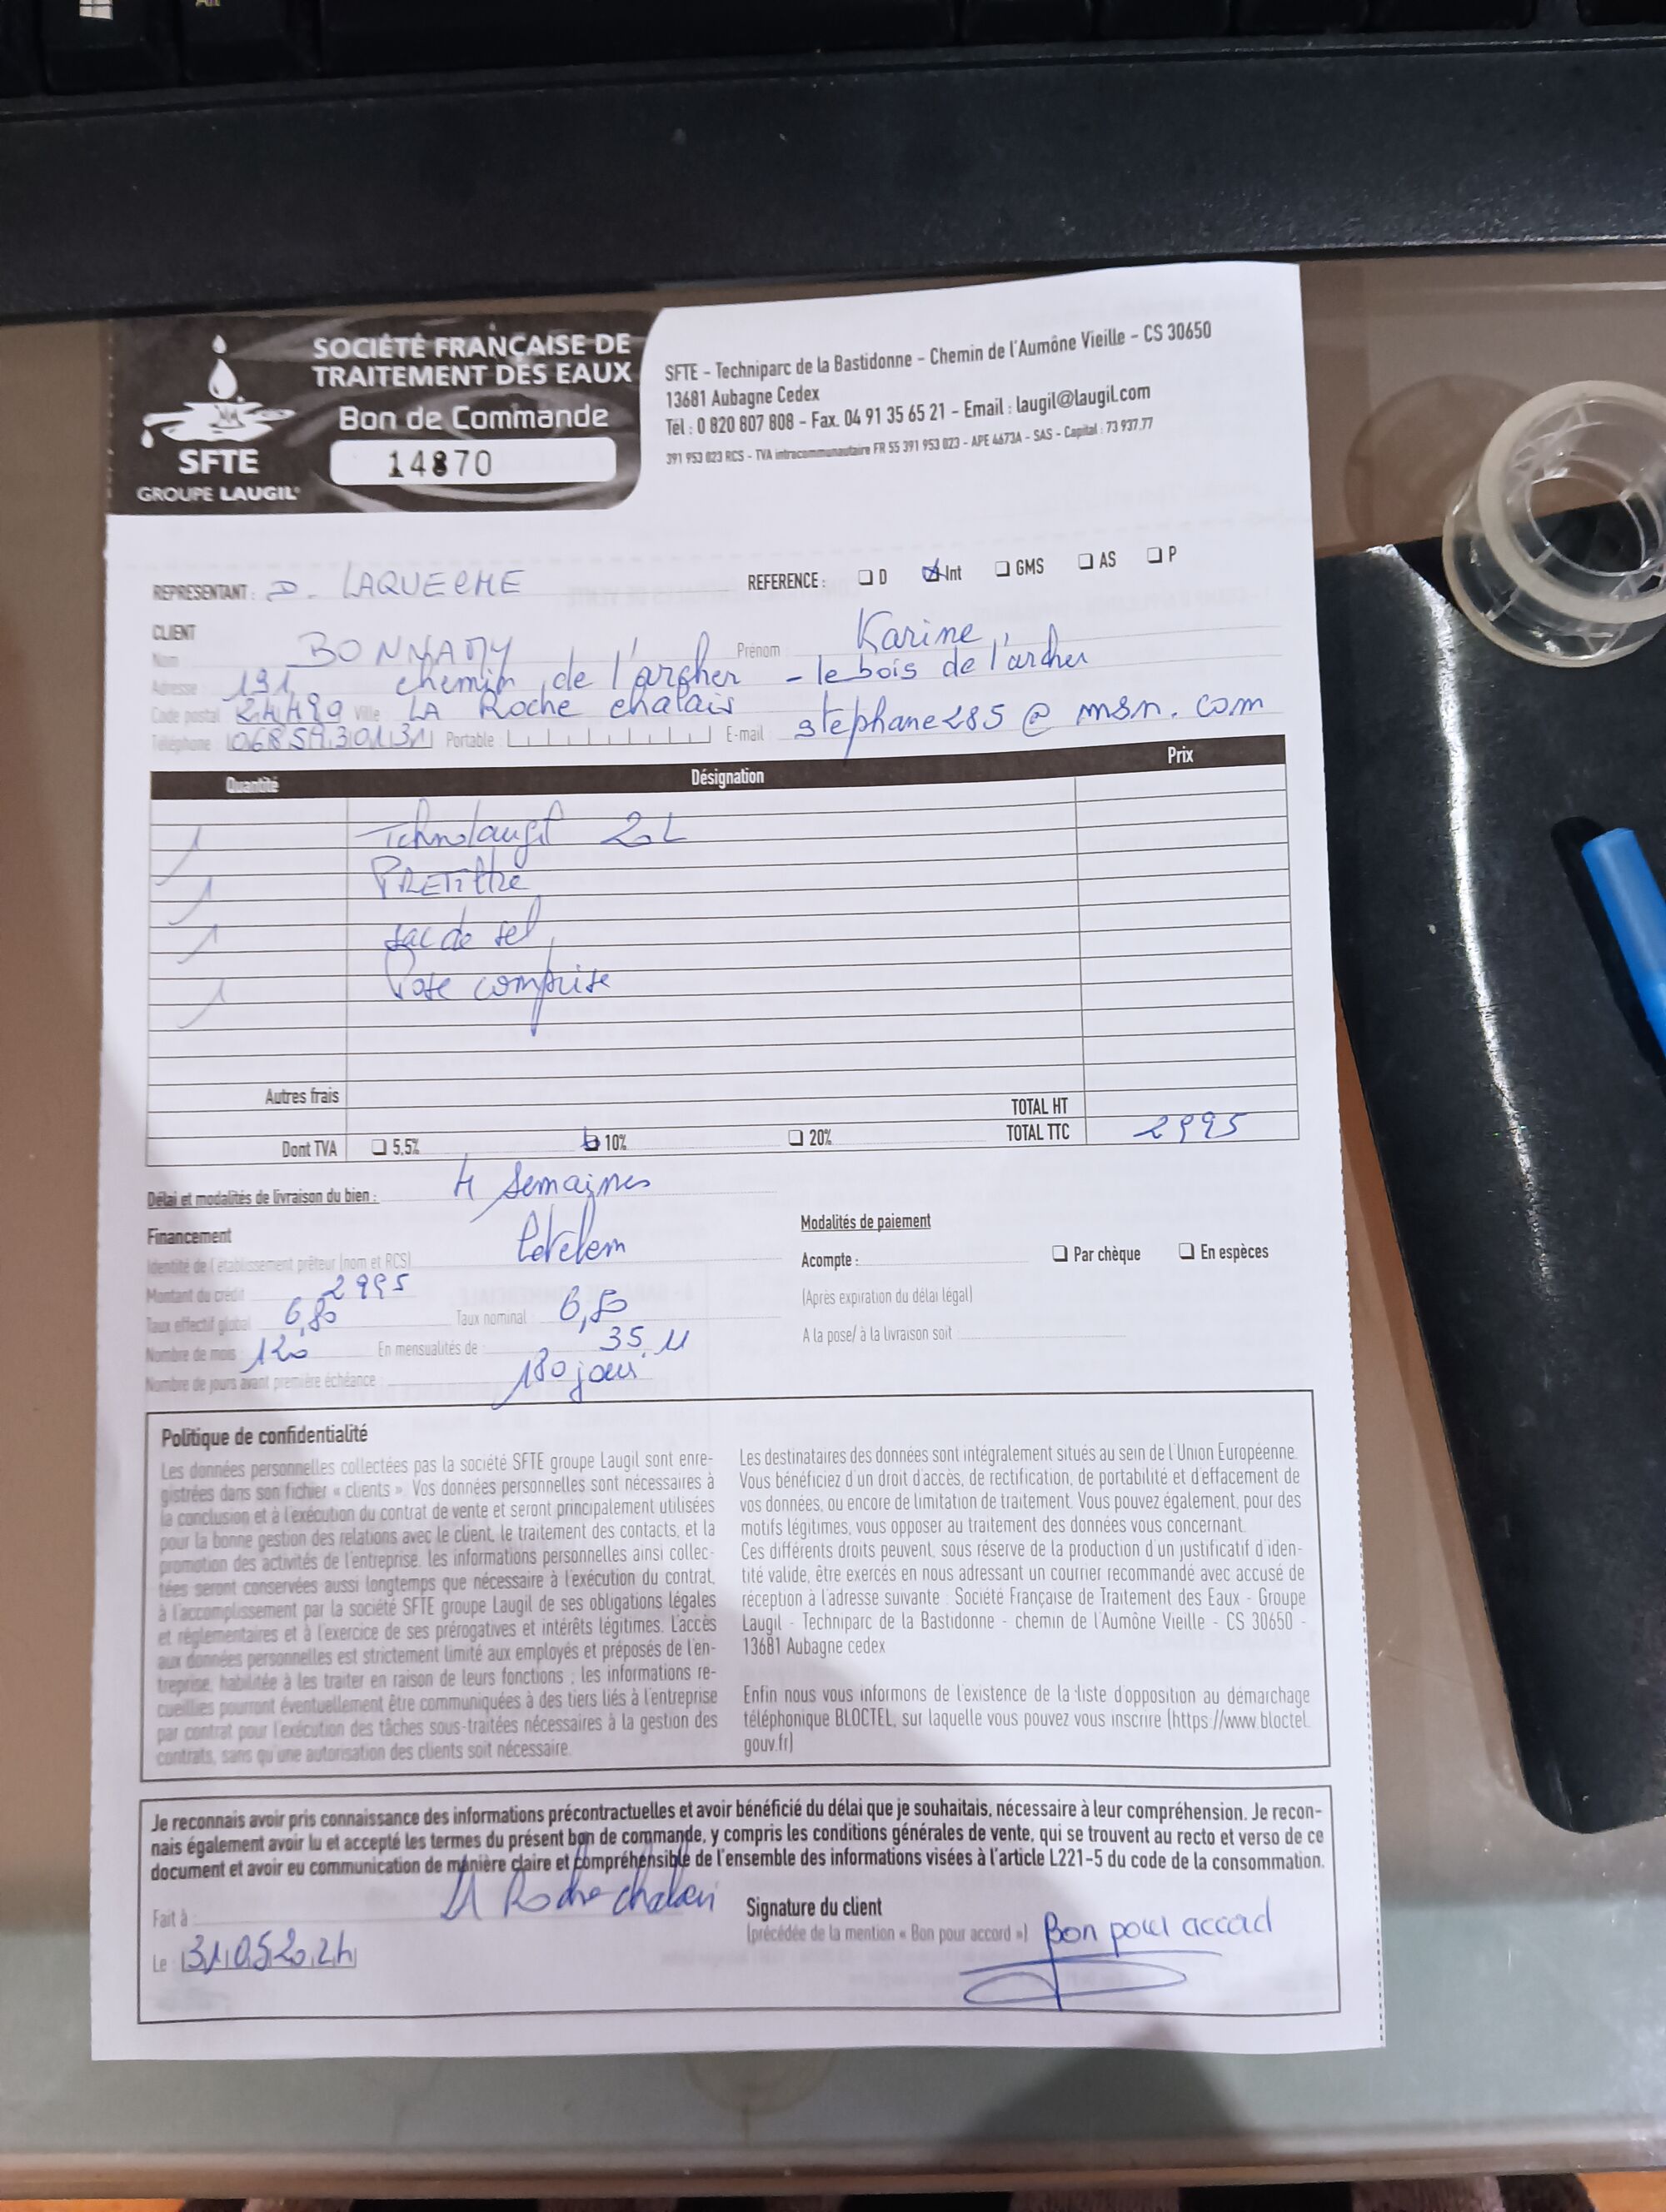 SOCIÉTÉ FRANÇAISE DE
TRAITEMENT DES EAUX
Bon de Commande
14870
SFTE
GROUPE LAUGIL
SFTE - Techniparc de la Bastidonne - Chemin de l'Aumône Vieille - CS 30650
13681 Aubagne Cedex
Tél : 0 820 807 808 - Fax. 04 91 35 65 21 - Email : laugil@laugil.com
391 953 023 RCS - TVA intracommunautaire FR 55 391 953 023 - APE 4673A - SAS - Capital : 73 937.77
REPRESENTANT : D. LAQUECHE
REFERENCE : D Int GMS AS P
CLIENT
Nom BONNAMY Prénom Karine
Adresse : 191, chemin de l'archer - le bois de l'archer
Code postal 24490 Ville LA Roche chalais
Téléphone : 0685930131 Portable : E-mail : stephane285@msn.com
Quantité Désignation Prix
1 Tchnolaugil 20L
1 PREFiltre
1 sac de sel
1 Pose comprise
Autres frais
TOTAL HT
Dont TVA 5,5% 10% 20% TOTAL TTC 2995
Délai et modalités de livraison du bien : 4 semaines
Financement
Identité de l'établissement prêteur (nom et RCS) Cetelem
Montant du crédit 2995
Taux effectif global 6,80 Taux nominal : 6,50
Nombre de mois : 120 En mensualités de : 35.11
Nombre de jours avant première échéance : 180 jours
Modalités de paiement
Acompte : Par chèque En espèces
(Après expiration du délai légal)
A la pose/ à la livraison soit
Politique de confidentialité
Les données personnelles collectées pas la société SFTE groupe Laugil sont enre-
gistrées dans son fichier « clients ». Vos données personnelles sont nécessaires à
la conclusion et à l'exécution du contrat de vente et seront principalement utilisées
pour la bonne gestion des relations avec le client, le traitement des contacts, et la
promotion des activités de l'entreprise. les informations personnelles ainsi collec-
tées seront conservées aussi longtemps que nécessaire à l'exécution du contrat,
à l'accomplissement par la société SFTE groupe Laugil de ses obligations légales
et réglementaires et à l'exercice de ses prérogatives et intérêts légitimes. L'accès
aux données personnelles est strictement limité aux employés et préposés de l'en-
treprise, habilitée à les traiter en raison de leurs fonctions ; les informations re-
cueillies pourront éventuellement être communiquées à des tiers liés à l'entreprise
par contrat pour l'exécution des tâches sous-traitées nécessaires à la gestion des
contrats, sans qu'une autorisation des clients soit nécessaire.
Les destinataires des données sont intégralement situés au sein de l'Union Européenne.
Vous bénéficiez d'un droit d'accès, de rectification, de portabilité et d'effacement de
vos données, ou encore de limitation de traitement. Vous pouvez également, pour des
motifs légitimes, vous opposer au traitement des données vous concernant.
Ces différents droits peuvent, sous réserve de la production d'un justificatif d'iden-
tité valide, être exercés en nous adressant un courrier recommandé avec accusé de
réception à l'adresse suivante : Société Française de Traitement des Eaux - Groupe
Laugil - Techniparc de la Bastidonne - chemin de l'Aumône Vieille - CS 30650 -
13681 Aubagne cedex
Enfin nous vous informons de l'existence de la liste d'opposition au démarchage
téléphonique BLOCTEL, sur laquelle vous pouvez vous inscrire (https://www.bloctel.
gouv.fr)
Je reconnais avoir pris connaissance des informations précontractuelles et avoir bénéficié du délai que je souhaitais, nécessaire à leur compréhension. Je recon-
nais également avoir lu et accepté les termes du présent bon de commande, y compris les conditions générales de vente, qui se trouvent au recto et verso de ce
document et avoir eu communication de manière claire et compréhensible de l'ensemble des informations visées à l'article L221-5 du code de la consommation.
Fait à : LA Roche chalais
Le : 31052024
Signature du client
(précédée de la mention « Bon pour accord ») Bon pour accord